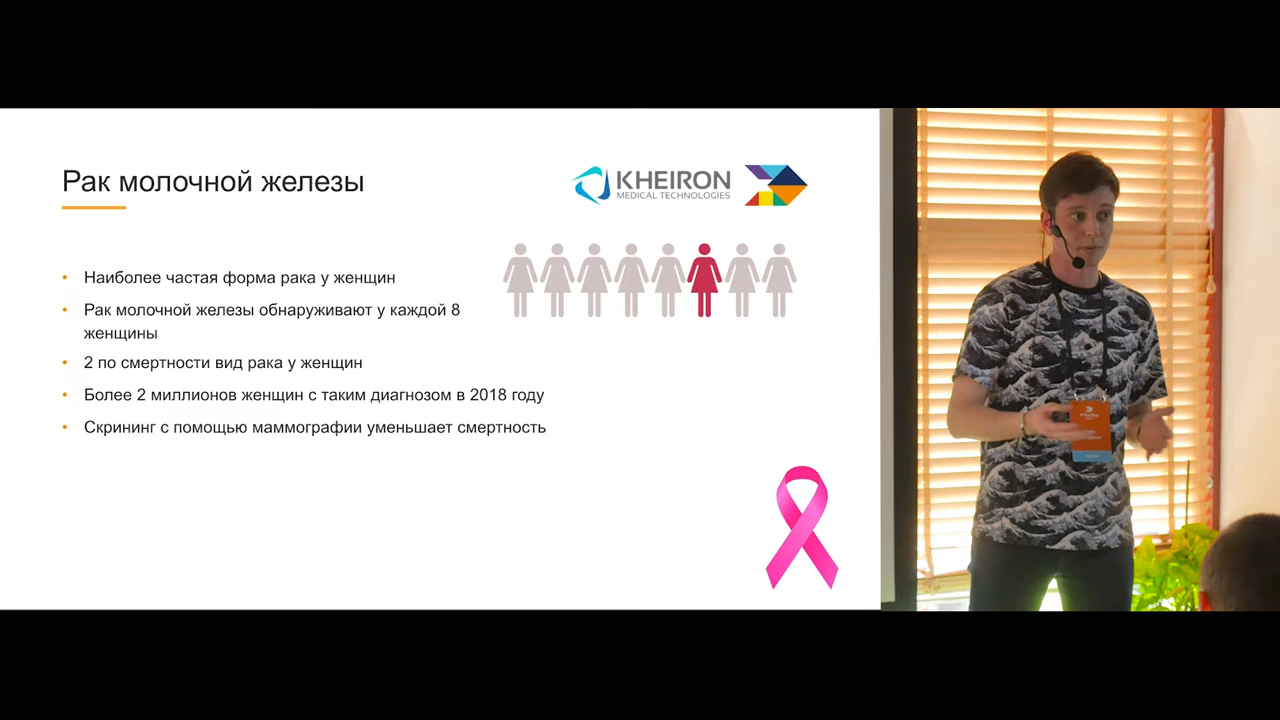 Рак молочной железы
KHEIRON
MEDICAL TECHNOLOGIES
Наиболее частая форма рака у женщин
Рак молочной железы обнаруживают у каждой 8
женщины
2 по смертности вид рака у женщин
Более 2 миллионов женщин с таким диагнозом в 2018 году
Скрининг с помощью маммографии уменьшает смертность